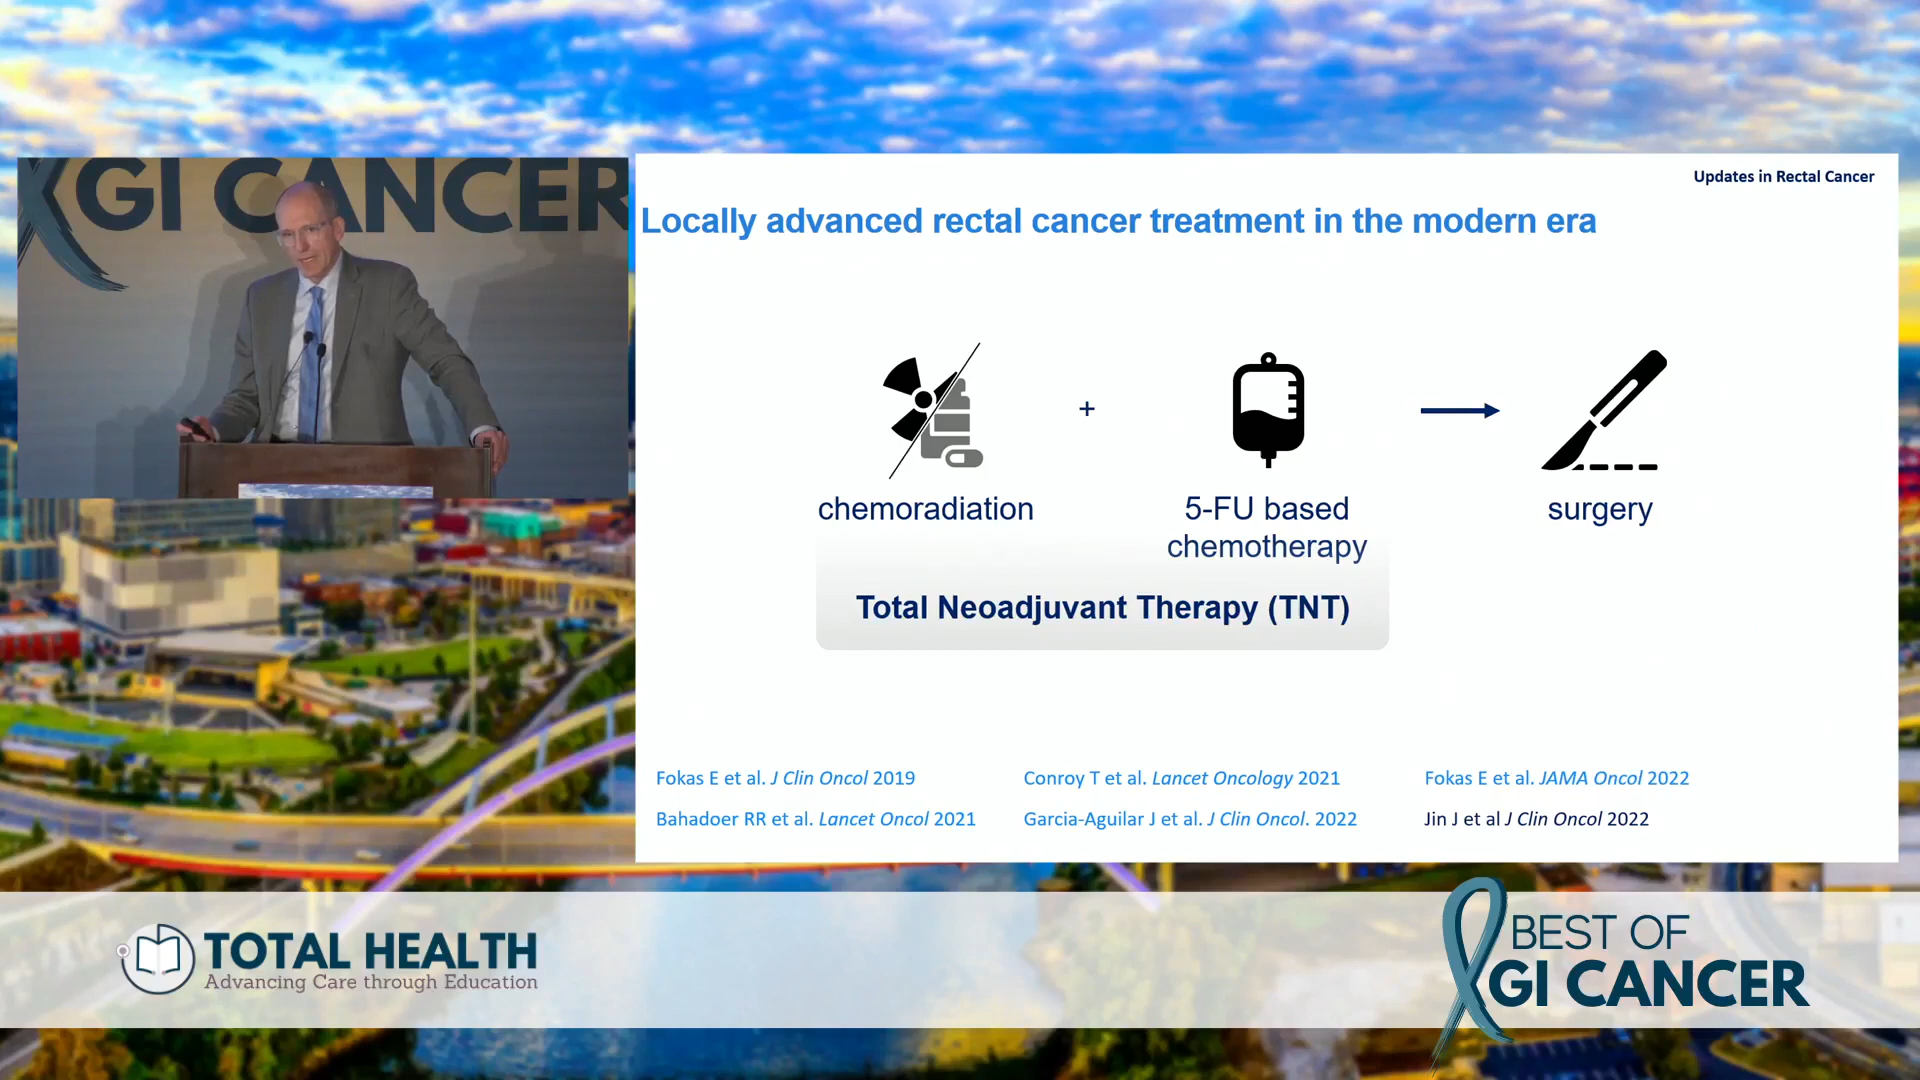 GI CANCER
Updates in Rectal Cancer
Locally advanced rectal cancer treatment in the modern era
+
chemoradiation
5-FU based
chemotherapy
surgery
Total Neoadjuvant Therapy (TNT)
Fokas E et al. J Clin Oncol 2019
Conroy T et al. Lancet Oncology 2021
Fokas E et al. JAMA Oncol 2022
Bahadoer RR et al. Lancet Oncol 2021
Garcia-Aguilar J et al. J Clin Oncol. 2022
Jin J et al J Clin Oncol 2022
TOTAL HEALTH
Advancing Care through Education
BEST OF
GI CANCER